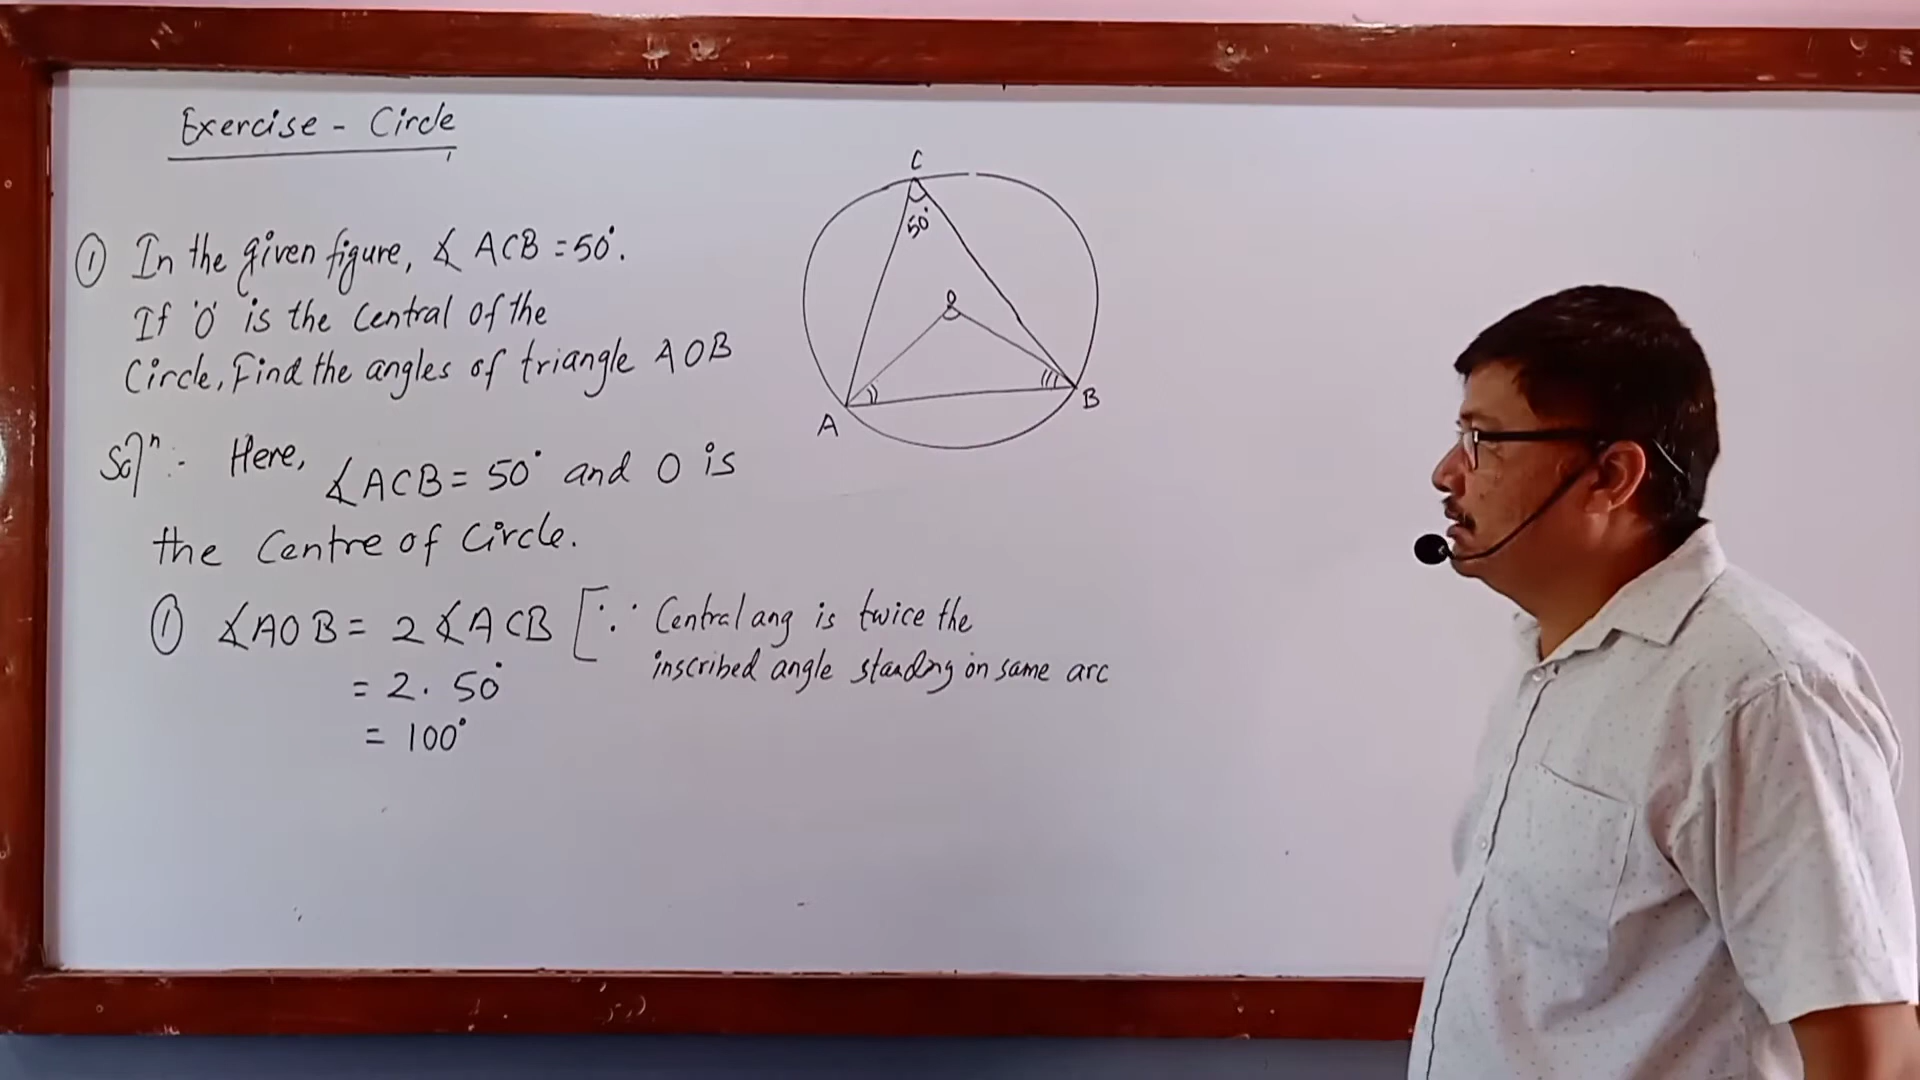 Exercise - Circle
① In the given figure, ∡ ACB = 50°.
If 'O' is the central of the
Circle, Find the angles of triangle AOB
Solⁿ:- Here, ∡ACB = 50° and O is
the Centre of Circle.
① ∡AOB = 2 ∡ACB [∵ Central ang is twice the
inscribed angle standing on same arc
= 2. 50°
= 100°
C
50°
O
A
B